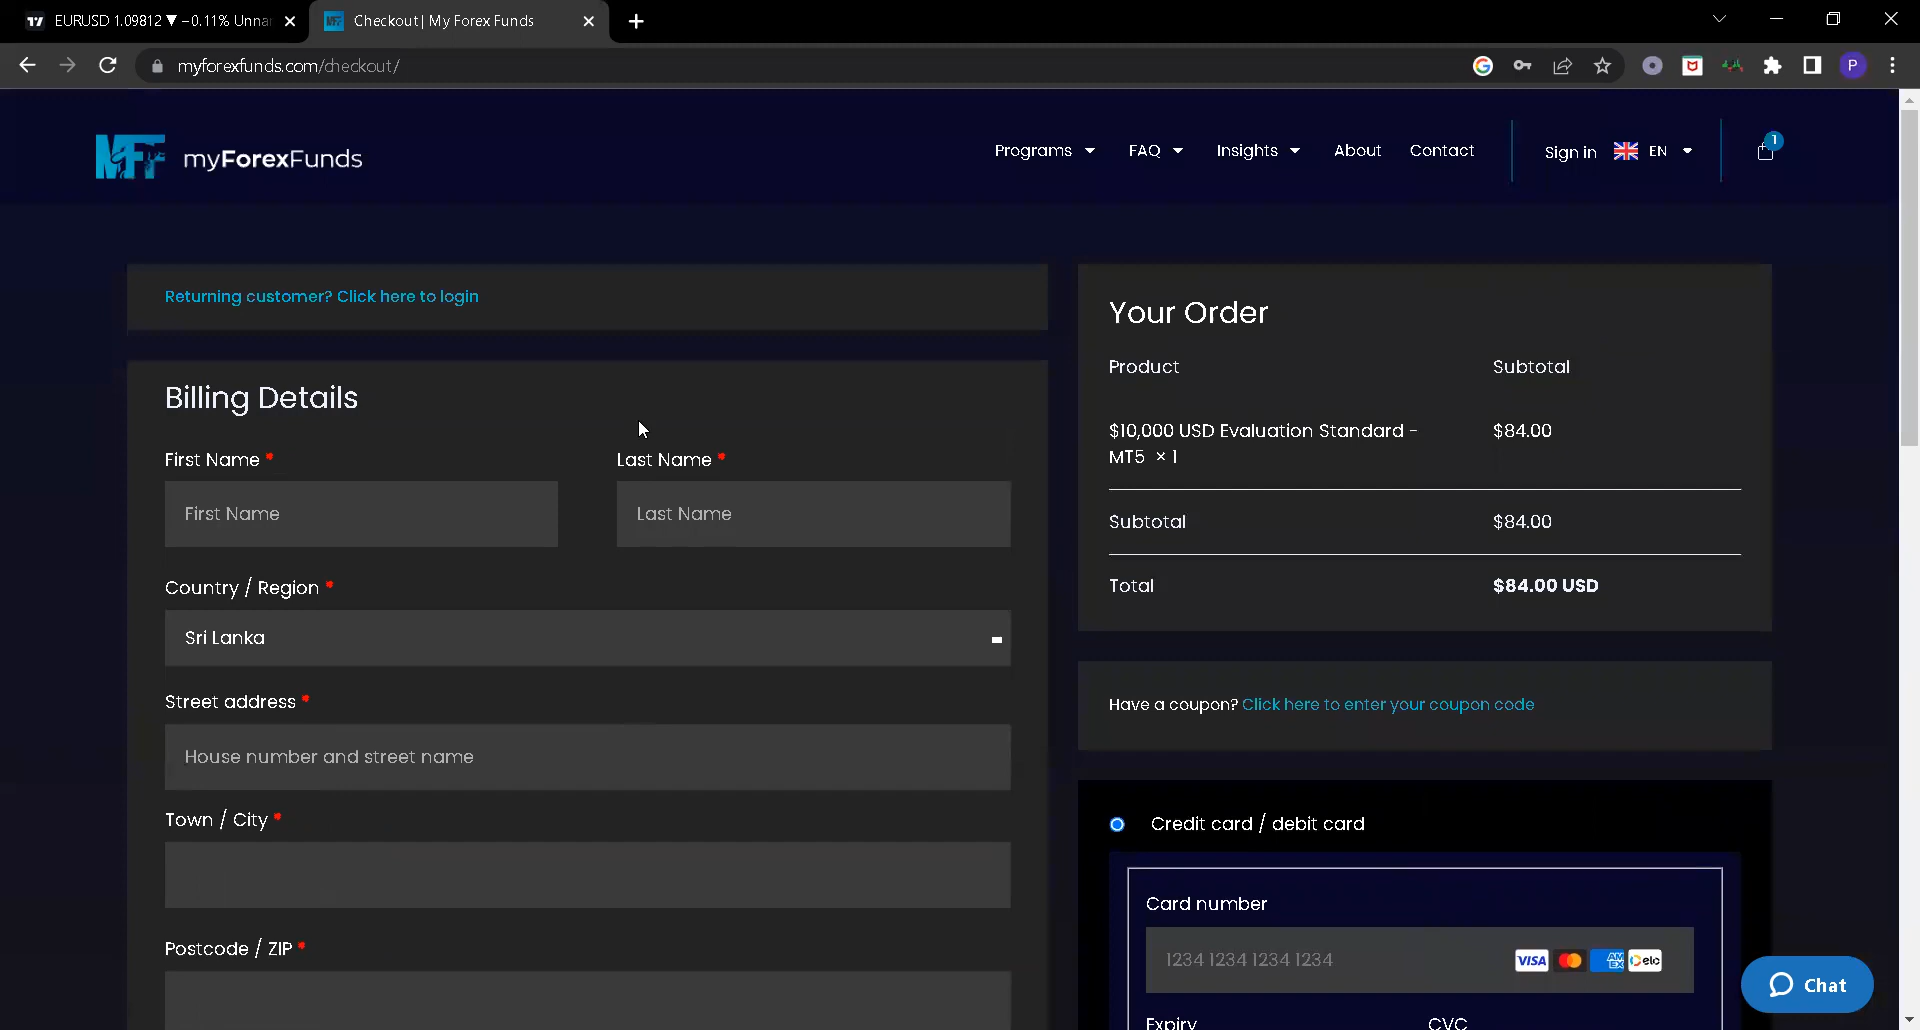 EURUSD 1.09812 ▼ −0.11% Unna
Checkout | My Forex Funds
myforexfunds.com/checkout/
P
MFF
myForexFunds
Programs
FAQ
Insights
About
Contact
Sign in
EN
1
Returning customer? Click here to login
Billing Details
First Name *
Last Name *
First Name
Last Name
Country / Region *
Sri Lanka
Street address *
House number and street name
Town / City *
Postcode / ZIP *
Your Order
Product
Subtotal
$10,000 USD Evaluation Standard -
MT5 × 1
$84.00
Subtotal
$84.00
Total
$84.00 USD
Have a coupon? Click here to enter your coupon code
Credit card / debit card
Card number
1234 1234 1234 1234
VISA
AM
EX
elo
Expiry
CVC
Chat